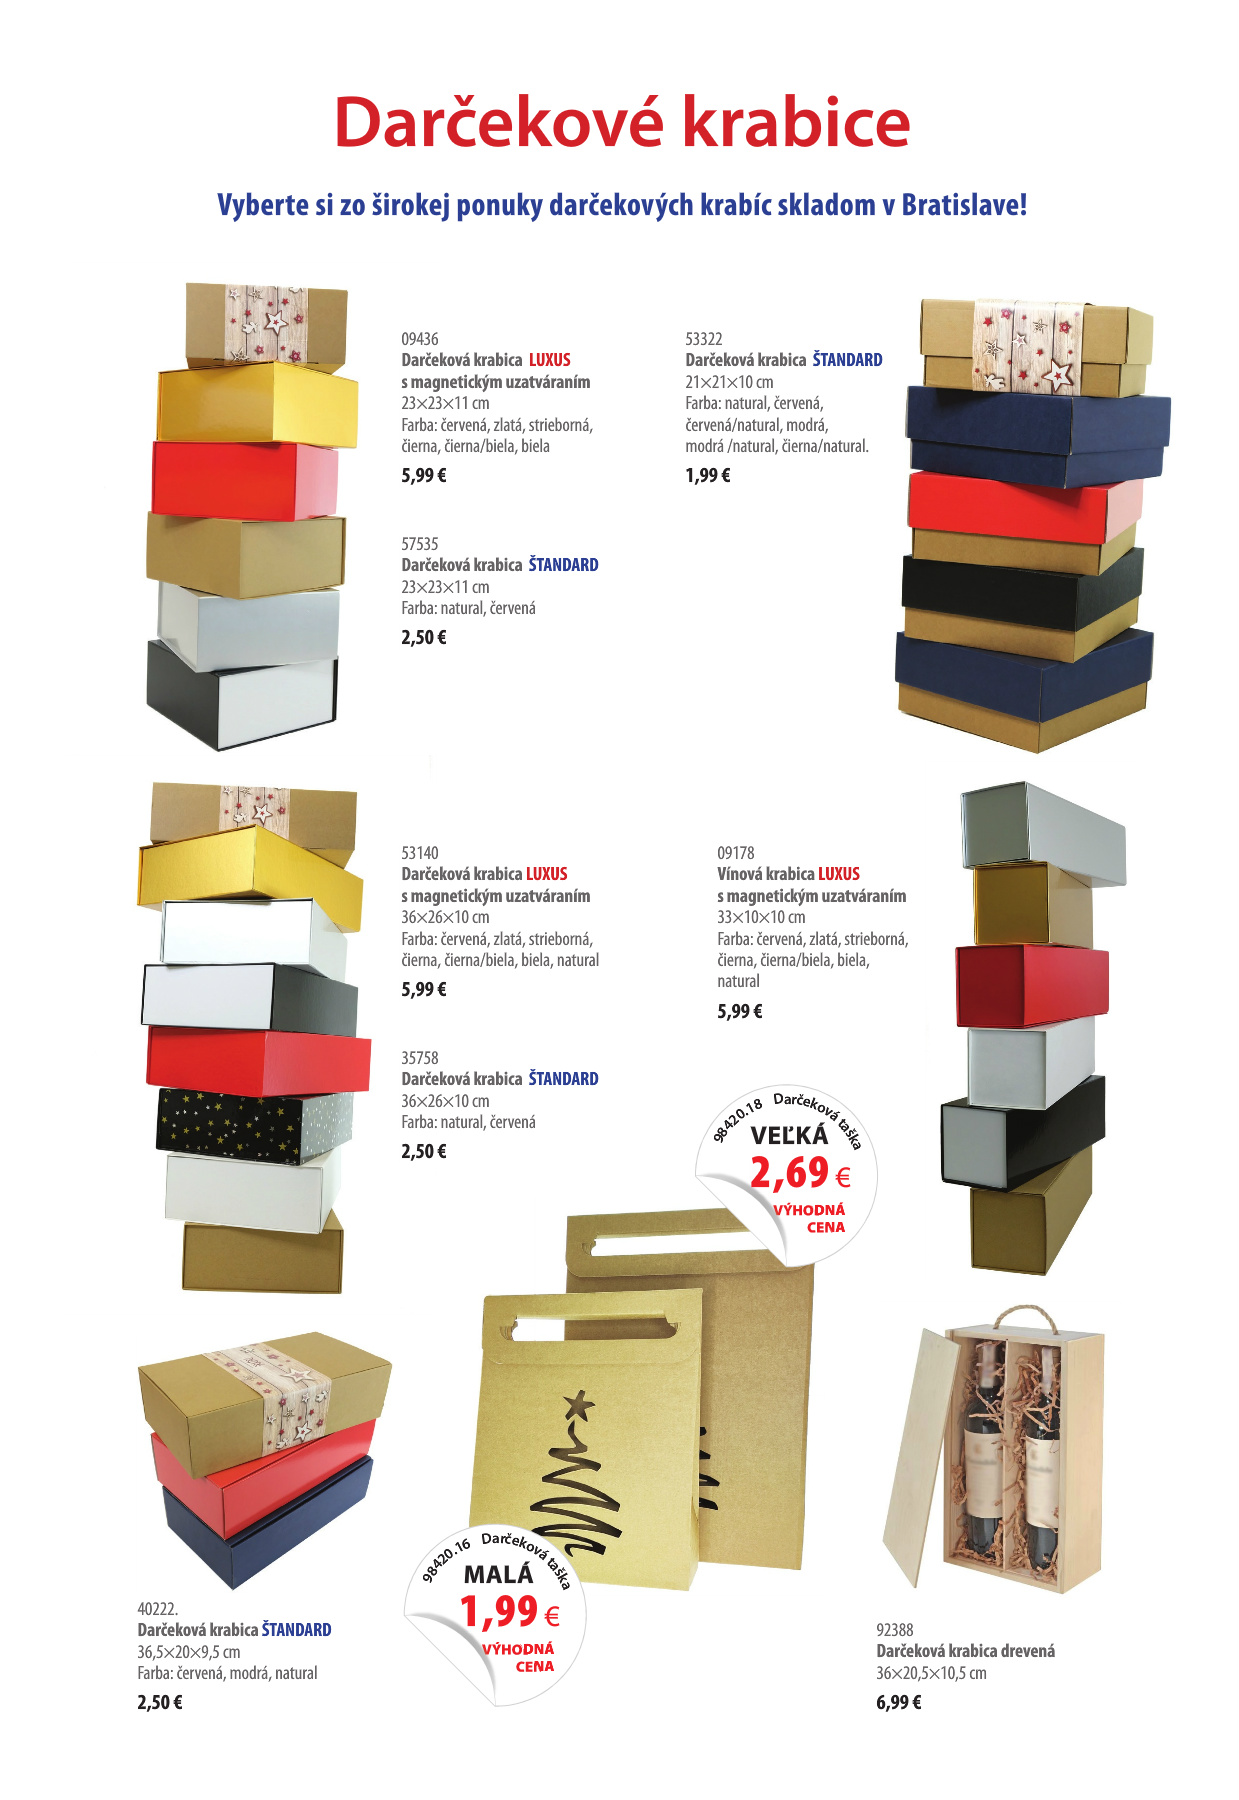 Darčekové krabice
Vyberte si zo širokej ponuky darčekových krabíc skladom v Bratislave!
09436
Darčeková krabica LUXUS
s magnetickým uzatváraním
23×23×11 cm
Farba: červená, zlatá, strieborná,
čierna, čierna/biela, biela
5,99 €
53322
Darčeková krabica ŠTANDARD
21×21×10 cm
Farba: natural, červená,
červená/natural, modrá,
modrá /natural, čierna/natural.
1,99 €
57535
Darčeková krabica ŠTANDARD
23×23×11 cm
Farba: natural, červená
2,50 €
53140
Darčeková krabica LUXUS
s magnetickým uzatváraním
36×26×10 cm
Farba: červená, zlatá, strieborná,
čierna, čierna/biela, biela, natural
5,99 €
09178
Vínová krabica LUXUS
s magnetickým uzatváraním
33×10×10 cm
Farba: červená, zlatá, strieborná,
čierna, čierna/biela, biela,
natural
5,99 €
35758
Darčeková krabica ŠTANDARD
36×26×10 cm
Farba: natural, červená
2,50 €
98420.18 Darčeková taška
VEĽKÁ
2,69 €
VÝHODNÁ
CENA
98420.16 Darčeková taška
MALÁ
1,99 €
VÝHODNÁ
CENA
40222.
Darčeková krabica ŠTANDARD
36,5×20×9,5 cm
Farba: červená, modrá, natural
2,50 €
92388
Darčeková krabica drevená
36×20,5×10,5 cm
6,99 €